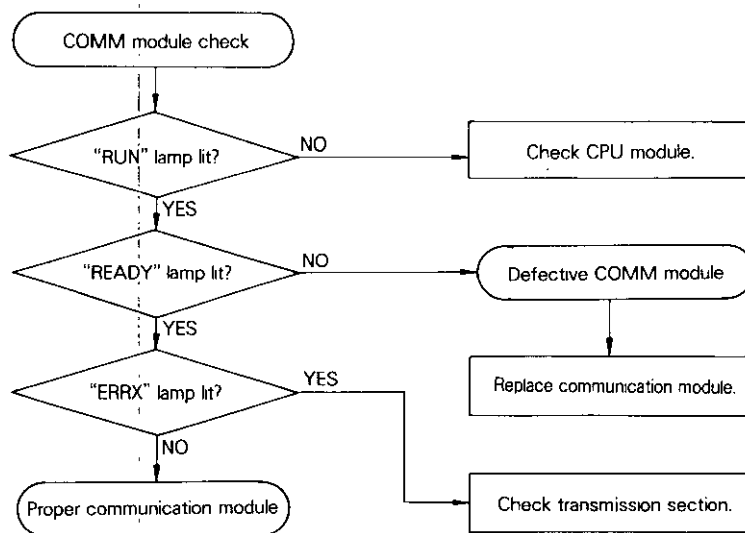 COMM module check
“RUN” lamp lit?
NO
Check CPU module.
YES
“READY” lamp lit?
NO
Defective COMM module
YES
“ERRX” lamp lit?
YES
Replace communication module.
NO
Proper communication module
Check transmission section.